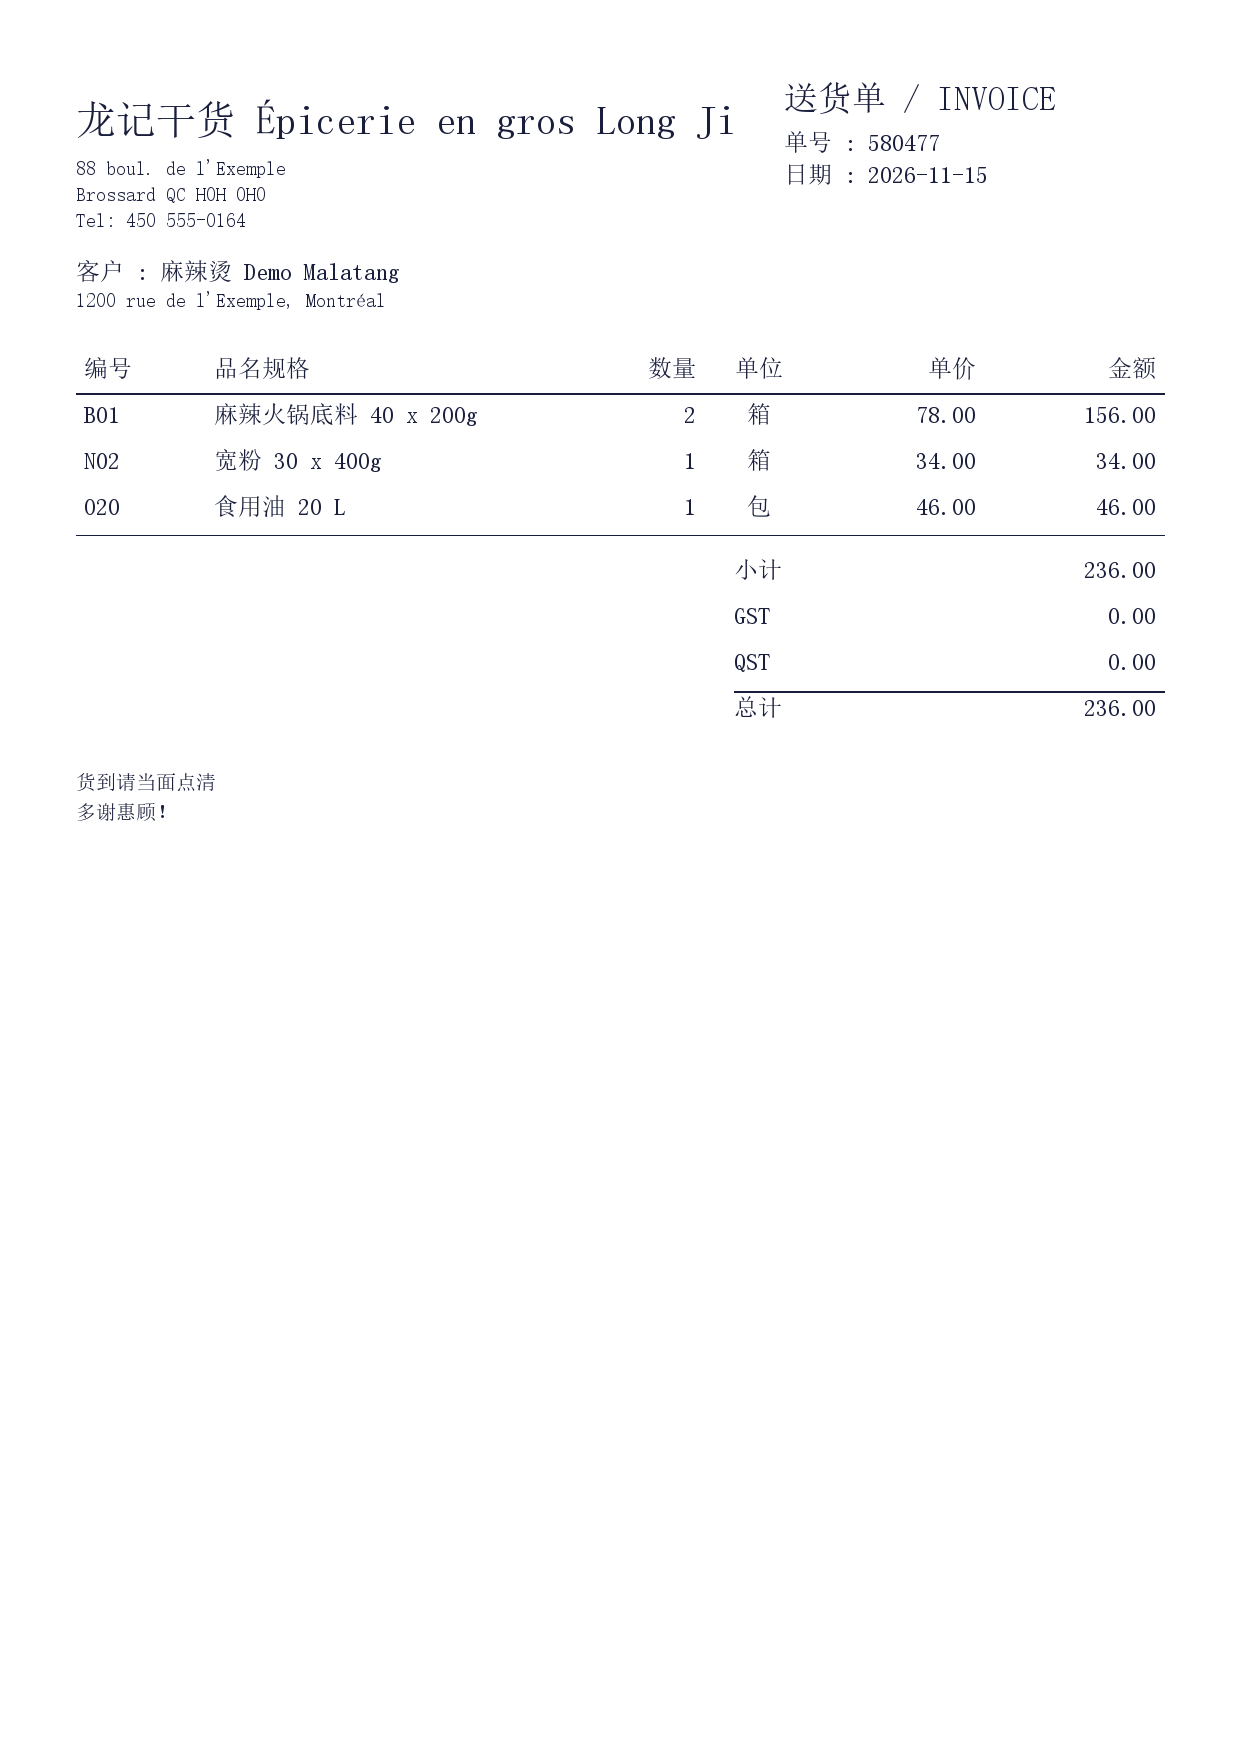 龙记干货 Épicerie en gros Long Ji
88 boul. de l'Exemple
Brossard QC H0H 0H0
Tel: 450 555-0164
送货单 / INVOICE
单号 : 580477
日期 : 2026-11-15
客户 : 麻辣烫 Demo Malatang
1200 rue de l'Exemple, Montréal
编号 品名规格 数量 单位 单价 金额
B01 麻辣火锅底料 40 x 200g 2 箱 78.00 156.00
N02 宽粉 30 x 400g 1 箱 34.00 34.00
O20 食用油 20 L 1 包 46.00 46.00
小计 236.00
GST 0.00
QST 0.00
总计 236.00
货到请当面点清
多谢惠顾!